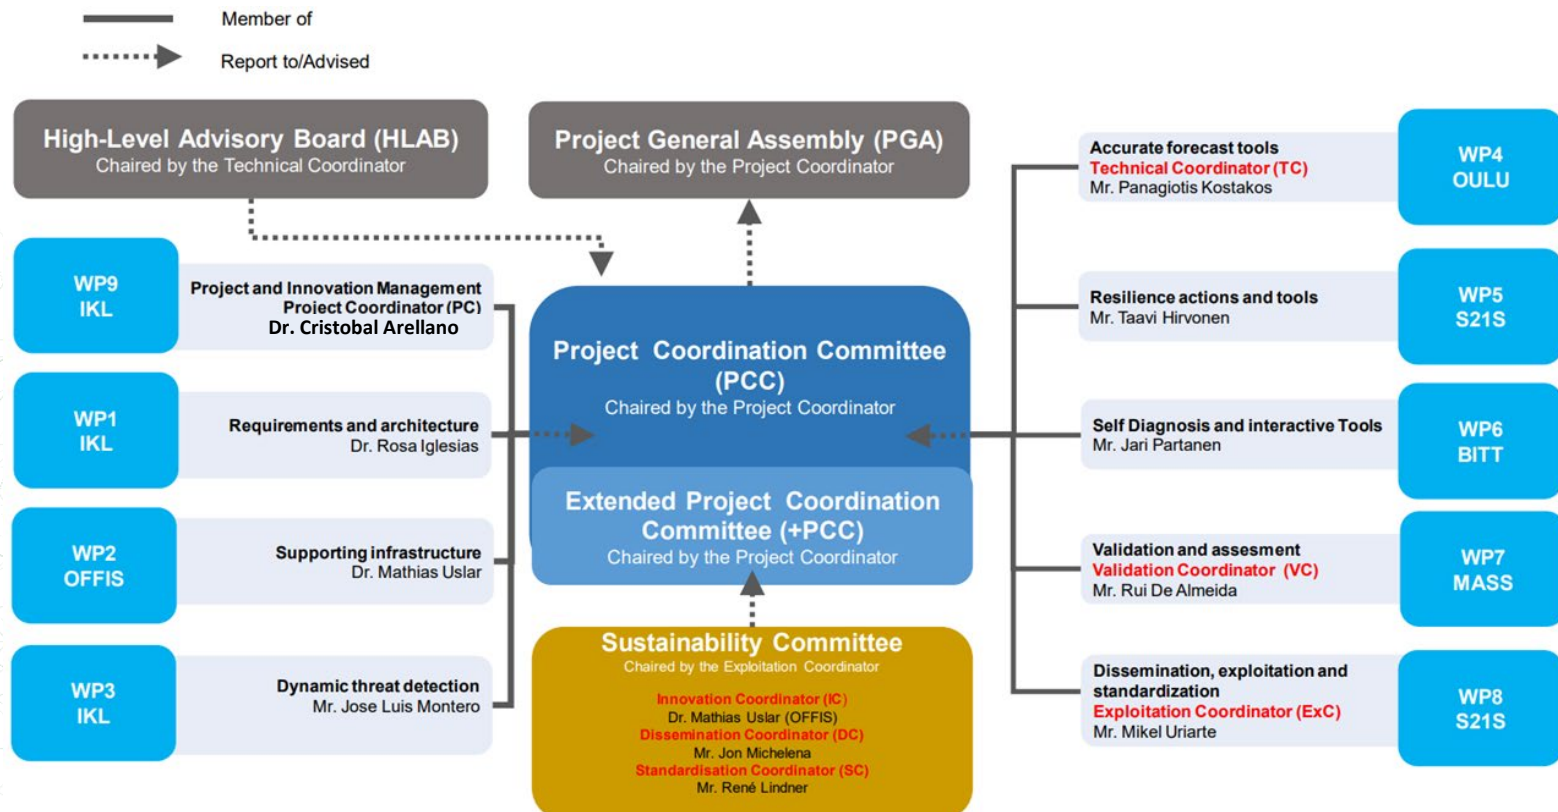 Member of
Report to/Advised
High-Level Advisory Board (HLAB)
Chaired by the Technical Coordinator
Project General Assembly (PGA)
Chaired by the Project Coordinator
WP9
IKL
Project and Innovation Management
Project Coordinator (PC)
Dr. Cristobal Arellano
WP1
IKL
Requirements and architecture
Dr. Rosa Iglesias
WP2
OFFIS
Supporting infrastructure
Dr. Mathias Uslar
WP3
IKL
Dynamic threat detection
Mr. Jose Luis Montero
Project Coordination Committee
(PCC)
Chaired by the Project Coordinator
Extended Project Coordination
Committee (+PCC)
Chaired by the Project Coordinator
Sustainability Committee
Chaired by the Exploitation Coordinator
Innovation Coordinator (IC)
Dr. Mathias Uslar (OFFIS)
Dissemination Coordinator (DC)
Mr. Jon Michelena
Standardisation Coordinator (SC)
Mr. René Lindner
Accurate forecast tools
Technical Coordinator (TC)
Mr. Panagiotis Kostakos
WP4
OULU
Resilience actions and tools
Mr. Taavi Hirvonen
WP5
S21S
Self Diagnosis and interactive Tools
Mr. Jari Partanen
WP6
BITT
Validation and assesment
Validation Coordinator (VC)
Mr. Rui De Almeida
WP7
MASS
Dissemination, exploitation and
standardization
Exploitation Coordinator (ExC)
Mr. Mikel Uriarte
WP8
S21S